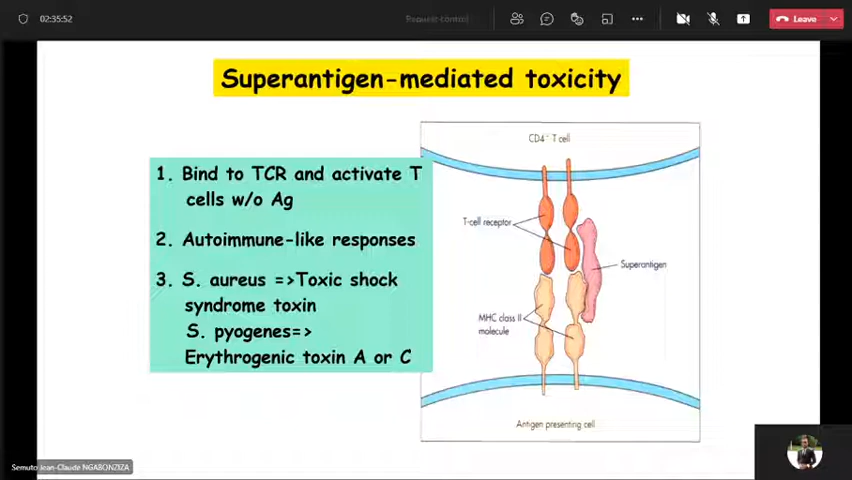 02:35:52
Request control
Leave
Superantigen-mediated toxicity
1. Bind to TCR and activate T
cells w/o Ag
2. Autoimmune-like responses
3. S. aureus =>Toxic shock
syndrome toxin
S. pyogenes=>
Erythrogenic toxin A or C
CD4+ T cell
T-cell receptor
Superantigen
MHC class II
molecule
Antigen presenting cell
Semuto Jean-Claude NGABONZIZA